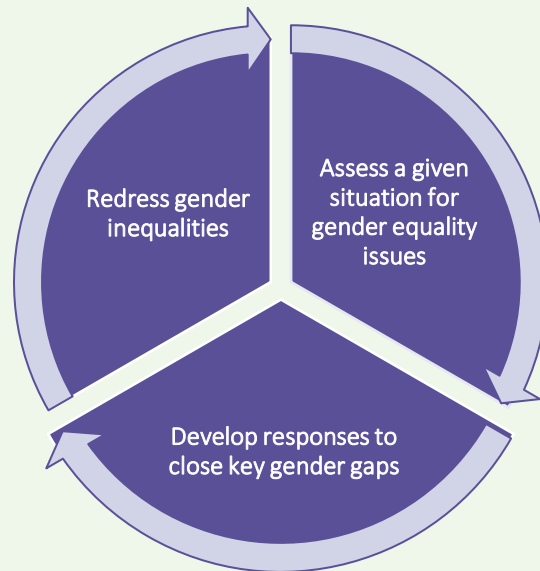 Assess a given
situation for
gender equality
issues
Develop responses to
close key gender gaps
Redress gender
inequalities